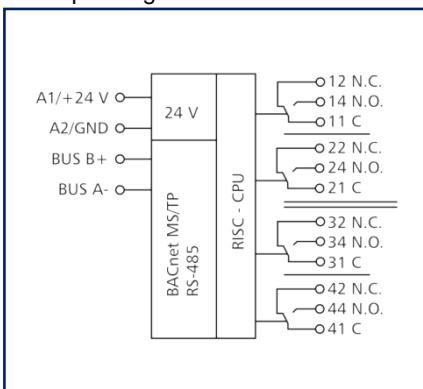 A1/+24 V
A2/GND
BUS B+
BUS A-
24 V
BACnet MS/TP
RS-485
RISC - CPU
12 N.C.
14 N.O.
11 C
22 N.C.
24 N.O.
21 C
32 N.C.
34 N.O.
31 C
42 N.C.
44 N.O.
41 C